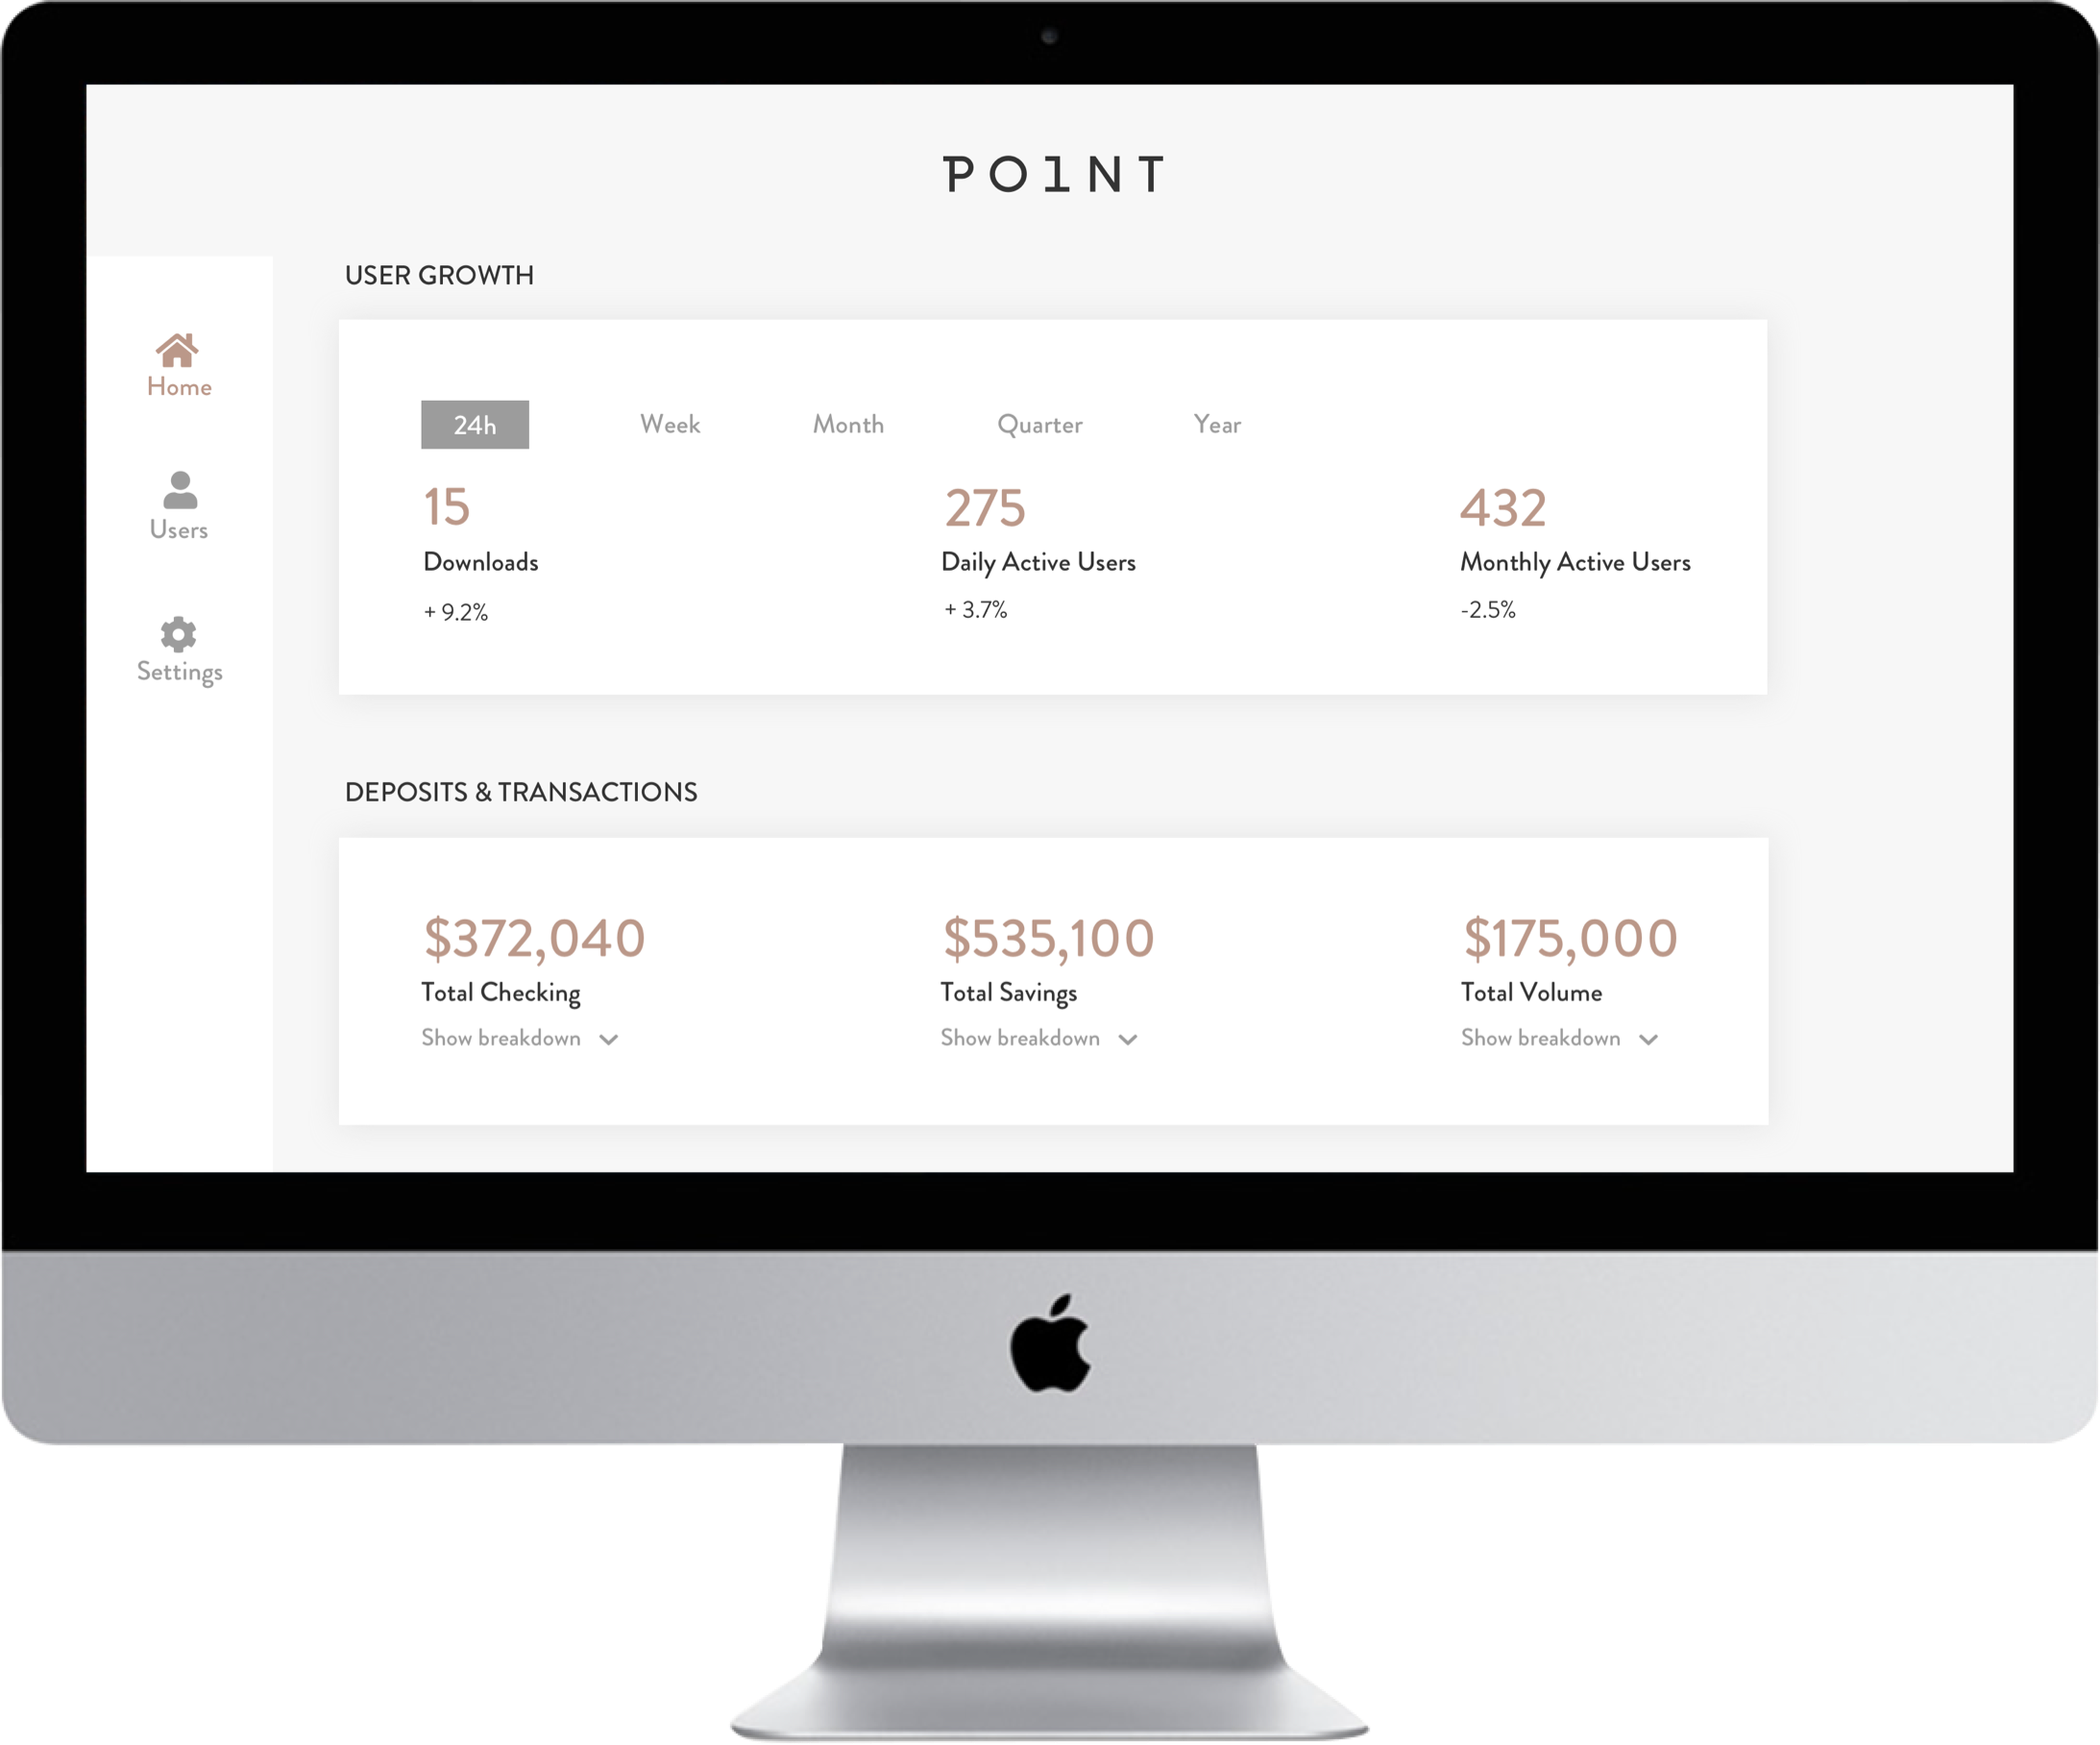 PO1NT
USER GROWTH
Home
Users
Settings
24h Week Month Quarter Year
15 275 432
Downloads Daily Active Users Monthly Active Users
+ 9.2% + 3.7% -2.5%
DEPOSITS & TRANSACTIONS
$372,040 $535,100 $175,000
Total Checking Total Savings Total Volume
Show breakdown Show breakdown Show breakdown